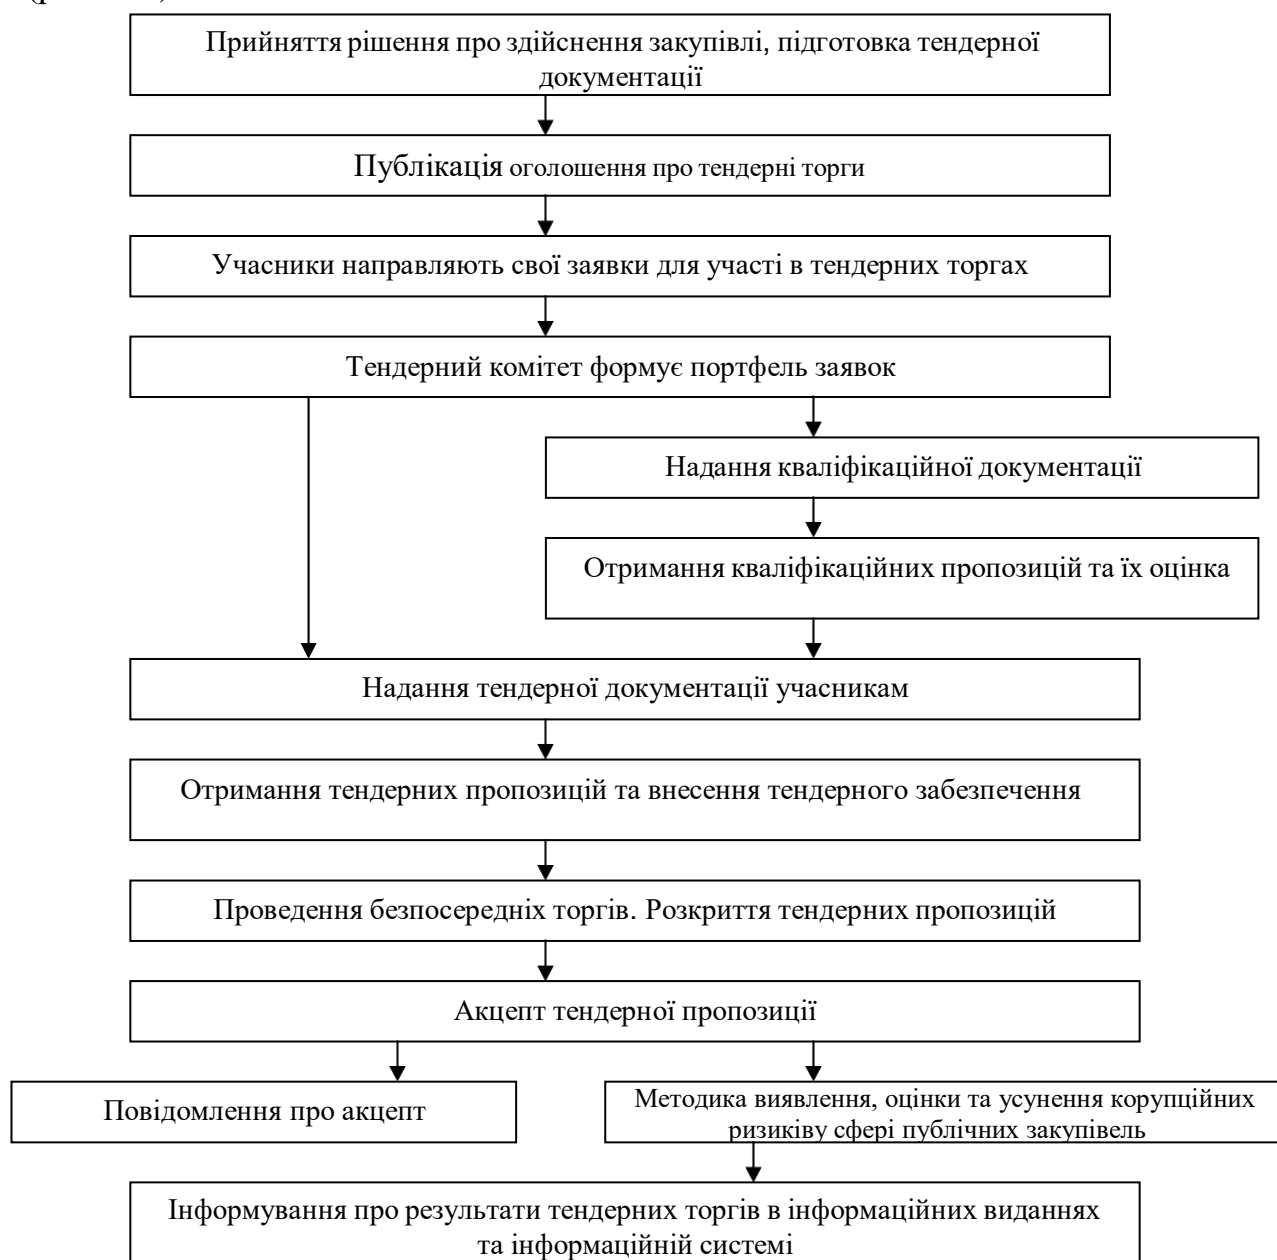 Прийняття рішення про здійснення закупівлі, підготовка тендерної
документації
Публікація оголошення про тендерні торги
Учасники направляють свої заявки для участі в тендерних торгах
Тендерний комітет формує портфель заявок
Надання кваліфікаційної документації
Отримання кваліфікаційних пропозицій та їх оцінка
Надання тендерної документації учасникам
Отримання тендерних пропозицій та внесення тендерного забезпечення
Проведення безпосередніх торгів. Розкриття тендерних пропозицій
Акцепт тендерної пропозиції
Повідомлення про акцепт
Методика виявлення, оцінки та усунення корупційних
ризиківу сфері публічних закупівель
Інформування про результати тендерних торгів в інформаційних виданнях
та інформаційній системі